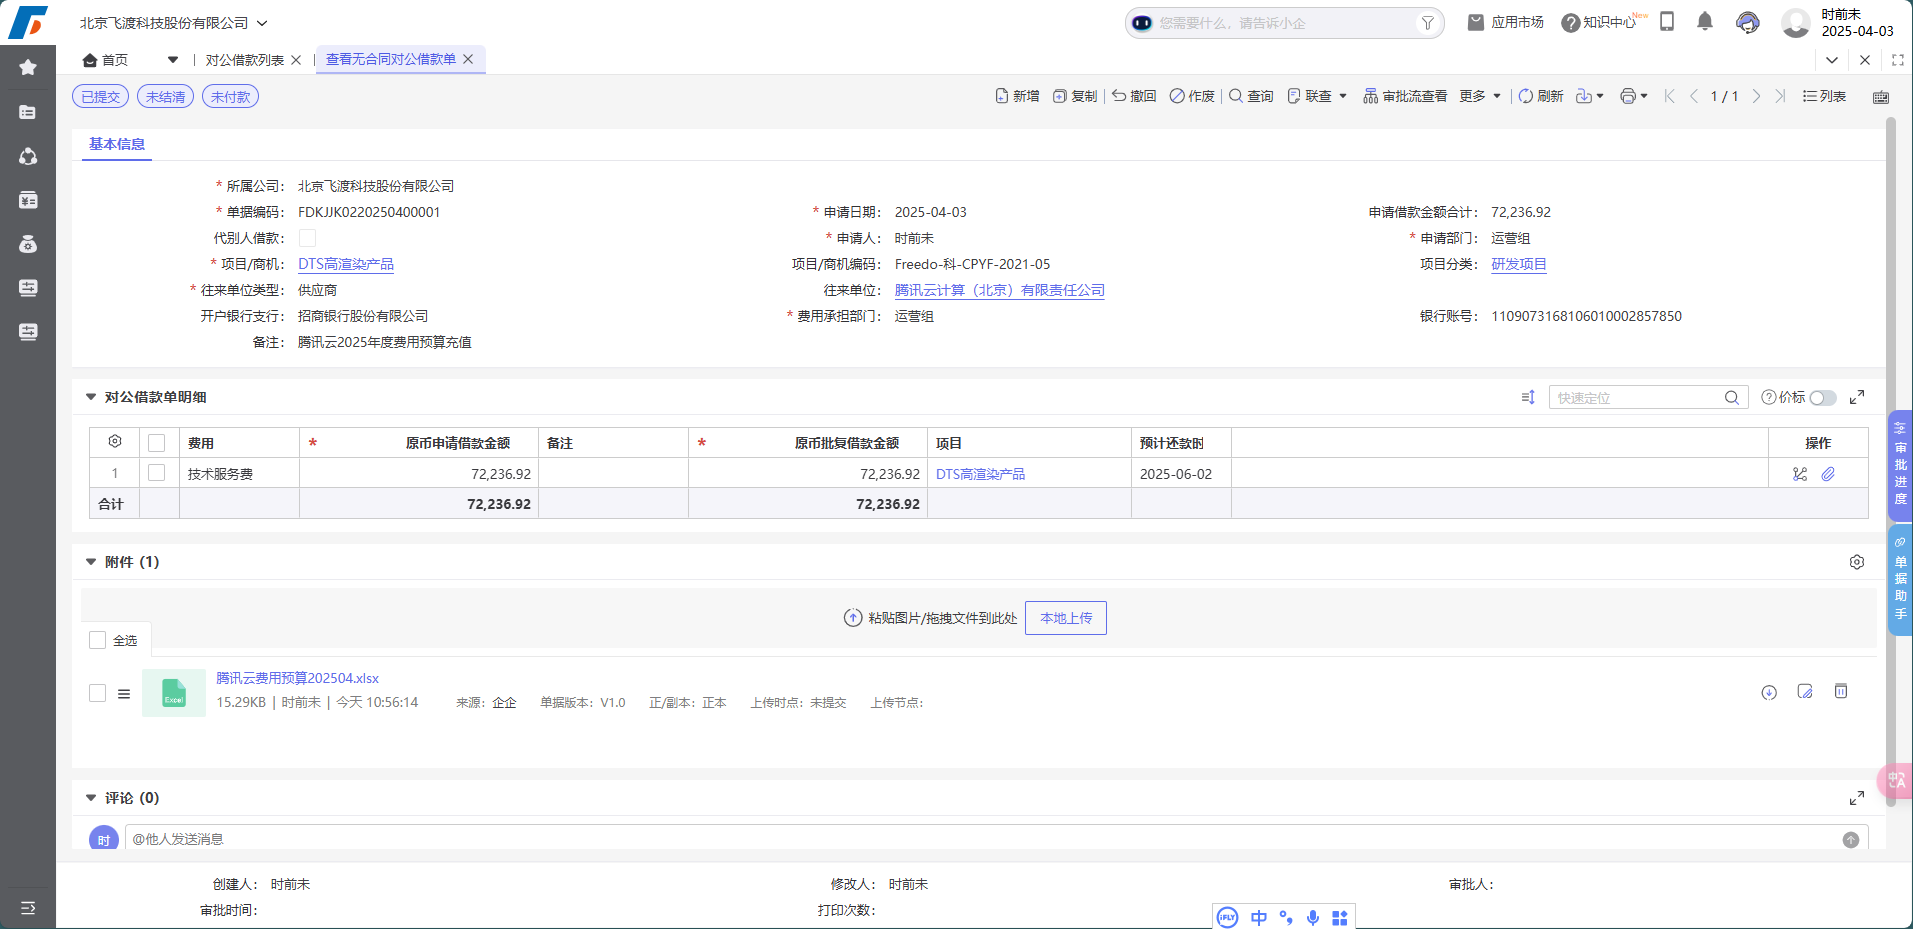 北京飞渡科技股份有限公司
您需要什么，请告诉小企
应用市场
知识中心
New
时前未
2025-04-03
首页
对公借款列表
查看无合同对公借款单
已提交
未结清
未付款
新增
复制
撤回
作废
查询
联查
审批流查看
更多
刷新
1 / 1
列表
基本信息
* 所属公司： 北京飞渡科技股份有限公司
* 单据编码： FDKJJK0220250400001
* 申请日期： 2025-04-03
申请借款金额合计： 72,236.92
代别人借款：
* 申请人： 时前未
* 申请部门： 运营组
* 项目/商机： DTS高渲染产品
项目/商机编码： Freedo-科-CPYF-2021-05
项目分类： 研发项目
* 往来单位类型： 供应商
往来单位： 腾讯云计算（北京）有限责任公司
开户银行支行： 招商银行股份有限公司
* 费用承担部门： 运营组
银行账号： 1109073168106010002857850
备注： 腾讯云2025年度费用预算充值
对公借款单明细
快速定位
价标
费用 * 原币申请借款金额 备注 * 原币批复借款金额 项目 预计还款时 操作
1 技术服务费 72,236.92 72,236.92 DTS高渲染产品 2025-06-02
合计 72,236.92 72,236.92
审批进度
单据助手
附件 (1)
粘贴图片/拖拽文件到此处
本地上传
全选
Excel
腾讯云费用预算202504.xlsx
15.29KB | 时前未 | 今天 10:56:14 来源： 企企 单据版本： V1.0 正/副本： 正本 上传时点： 未提交 上传节点：
中A
评论 (0)
时
@他人发送消息
创建人： 时前未
修改人： 时前未
审批人：
审批时间：
打印次数：
iFLY
中